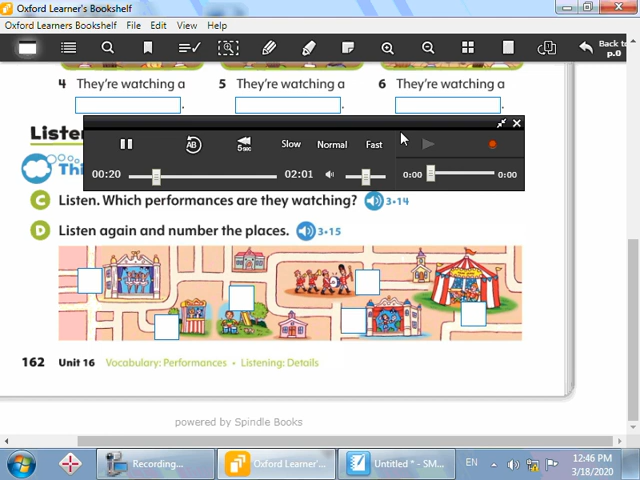 Oxford Learner's Bookshelf
Oxford Learners Bookshelf File Edit View Help
Back to
p.0
4 They're watching a
5 They're watching a
6 They're watching a
. . .
Listen
AB
5 sec
Slow Normal Fast
00:20 02:01 0:00 0:00
Thi
C Listen. Which performances are they watching? 3•14
D Listen again and number the places. 3•15
162 Unit 16 Vocabulary: Performances • Listening: Details
powered by Spindle Books
Recording...
Oxford Learner'...
Untitled * - SM...
EN
12:46 PM
3/18/2020